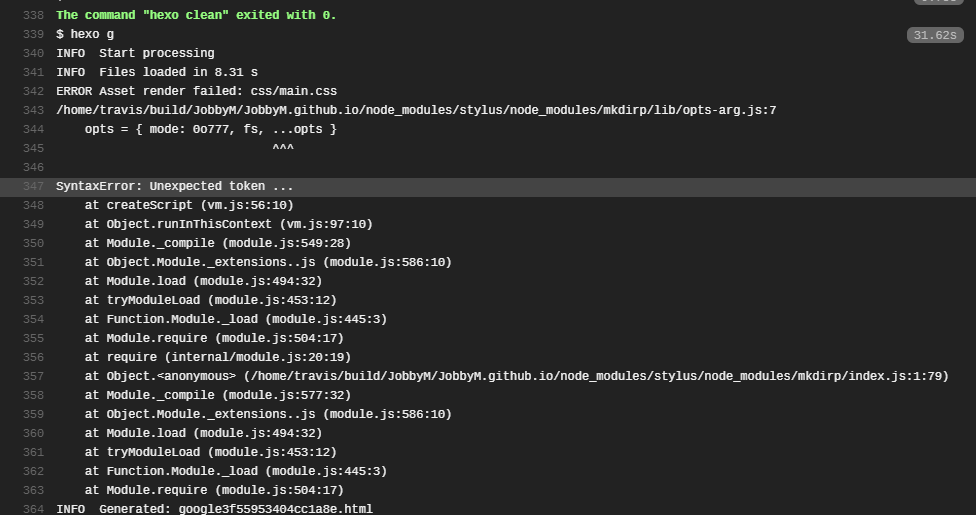 338 The command "hexo clean" exited with 0.
339 $ hexo g 31.62s
340 INFO  Start processing
341 INFO  Files loaded in 8.31 s
342 ERROR Asset render failed: css/main.css
343 /home/travis/build/JobbyM/JobbyM.github.io/node_modules/stylus/node_modules/mkdirp/lib/opts-arg.js:7
344     opts = { mode: 0o777, fs, ...opts }
345                               ^^^
346
347 SyntaxError: Unexpected token ...
348     at createScript (vm.js:56:10)
349     at Object.runInThisContext (vm.js:97:10)
350     at Module._compile (module.js:549:28)
351     at Object.Module._extensions..js (module.js:586:10)
352     at Module.load (module.js:494:32)
353     at tryModuleLoad (module.js:453:12)
354     at Function.Module._load (module.js:445:3)
355     at Module.require (module.js:504:17)
356     at require (internal/module.js:20:19)
357     at Object.<anonymous> (/home/travis/build/JobbyM/JobbyM.github.io/node_modules/stylus/node_modules/mkdirp/index.js:1:79)
358     at Module._compile (module.js:577:32)
359     at Object.Module._extensions..js (module.js:586:10)
360     at Module.load (module.js:494:32)
361     at tryModuleLoad (module.js:453:12)
362     at Function.Module._load (module.js:445:3)
363     at Module.require (module.js:504:17)
364 INFO  Generated: google3f55953404cc1a8e.html